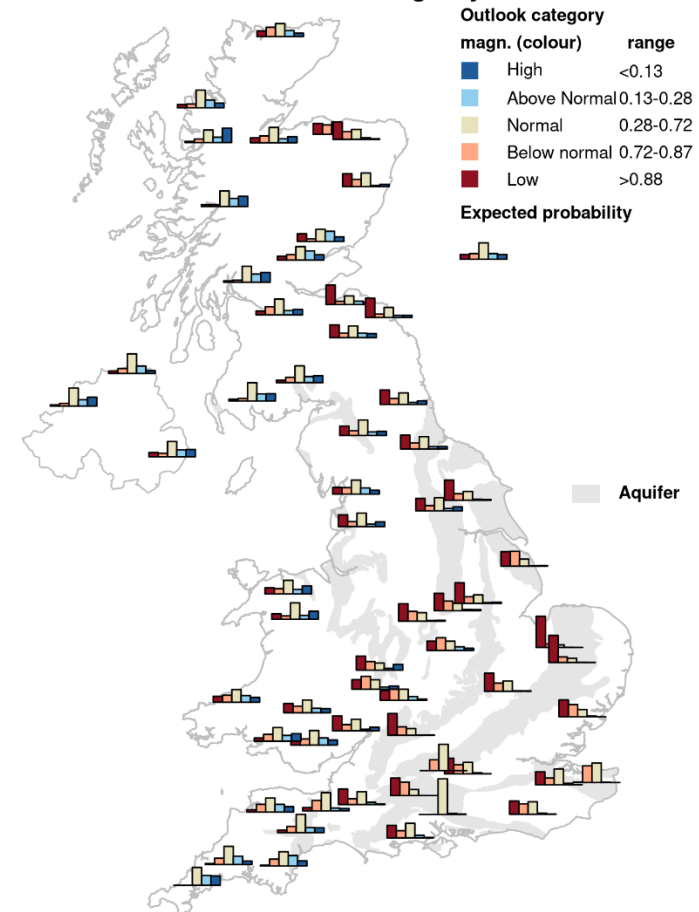 Outlook category
magn. (colour) range
High <0.13
Above Normal 0.13-0.28
Normal 0.28-0.72
Below normal 0.72-0.87
Low >0.88
Expected probability
Aquifer